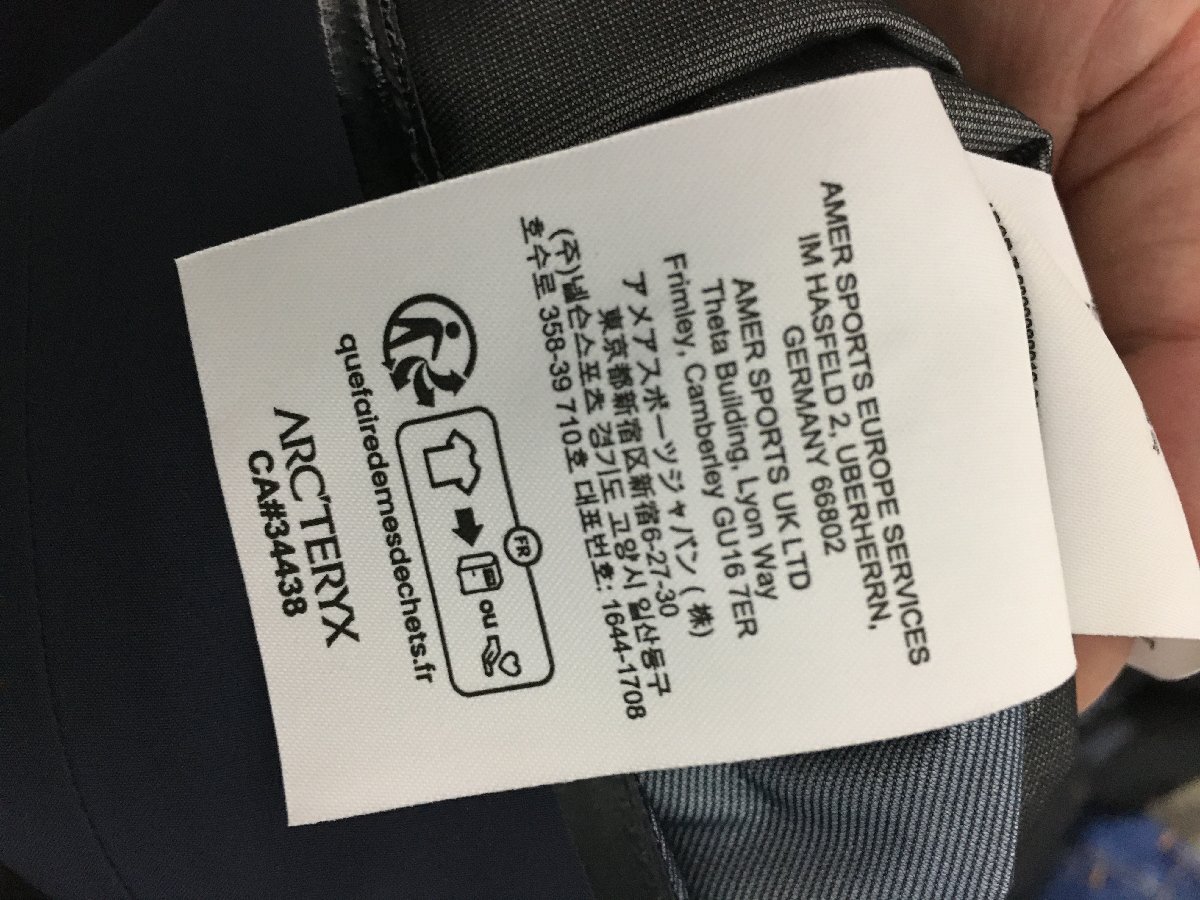 AMER SPORTS EUROPE SERVICES
IM HASFELD 2, UBERHERRN,
GERMANY 66802
AMER SPORTS UK LTD
Theta Building, Lyon Way
Frimley, Camberley GU16 7ER
アメアスポーツジャパン (株)
東京都新宿区新宿6-27-30
(주)넬슨스포츠 경기도 고양시 일산동구
호수로 358-39 710호 대표번호: 1644-1708
FR
ou
quefairedemesdechets.fr
ARC'TERYX
CA#34438